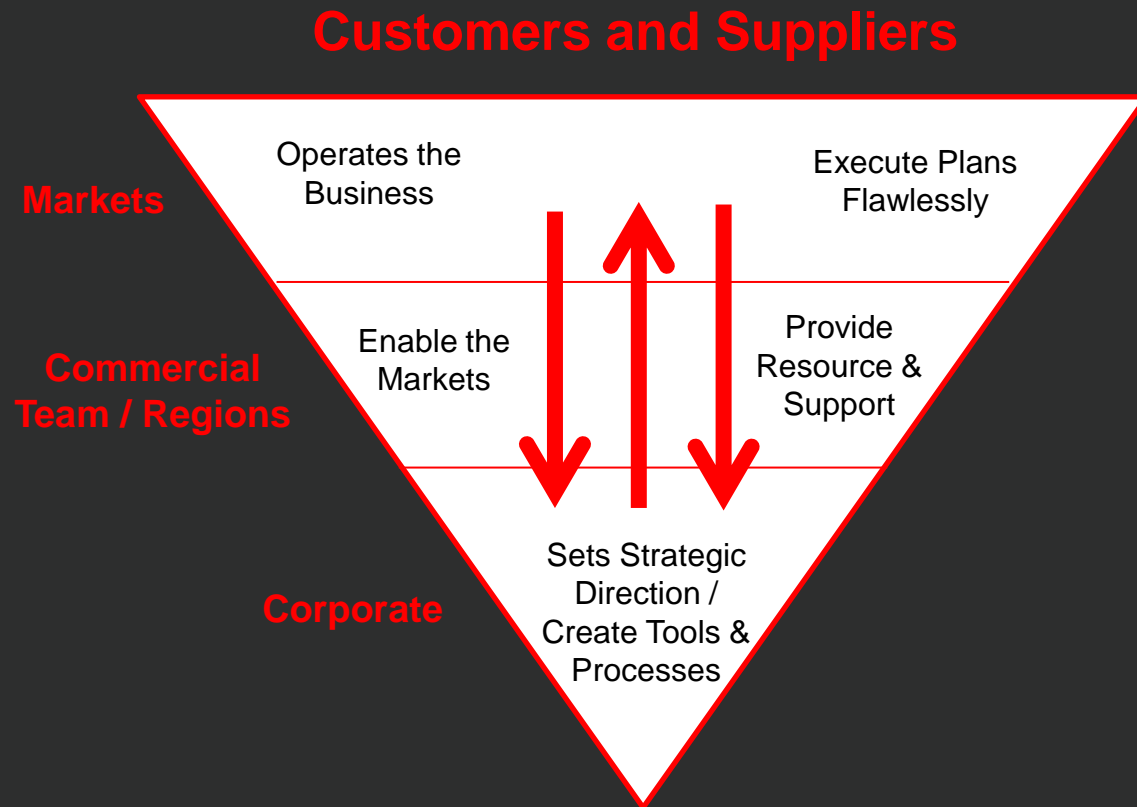 Customers and Suppliers
Markets
Operates the
Business
Execute Plans
Flawlessly
Commercial
Team / Regions
Enable the
Markets
Provide
Resource &
Support
Corporate
Sets Strategic
Direction /
Create Tools &
Processes